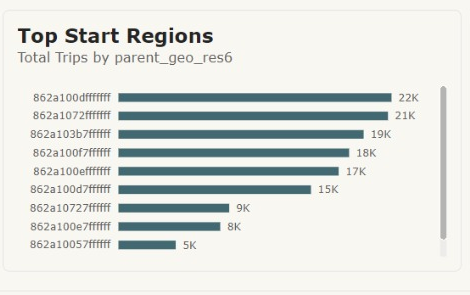 Top Start Regions
Total Trips by parent_geo_res6
862a100dfffffff 22K
862a1072fffffff 21K
862a103b7ffffff 19K
862a100f7ffffff 18K
862a100efffffff 17K
862a100d7ffffff 15K
862a10727ffffff 9K
862a100e7ffffff 8K
862a10057ffffff 5K